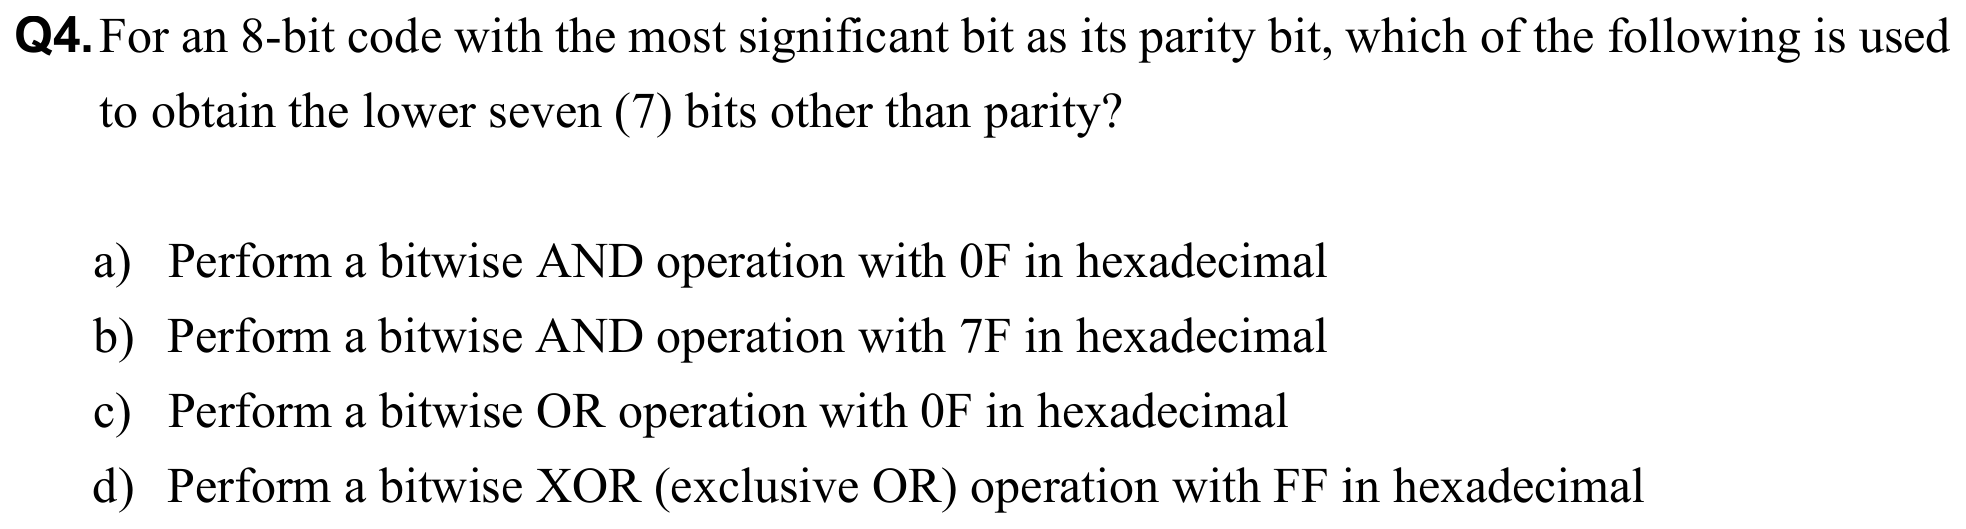 Q4. For an 8-bit code with the most significant bit as its parity bit, which of the following is used
to obtain the lower seven (7) bits other than parity?
a) Perform a bitwise AND operation with 0F in hexadecimal
b) Perform a bitwise AND operation with 7F in hexadecimal
c) Perform a bitwise OR operation with 0F in hexadecimal
d) Perform a bitwise XOR (exclusive OR) operation with FF in hexadecimal